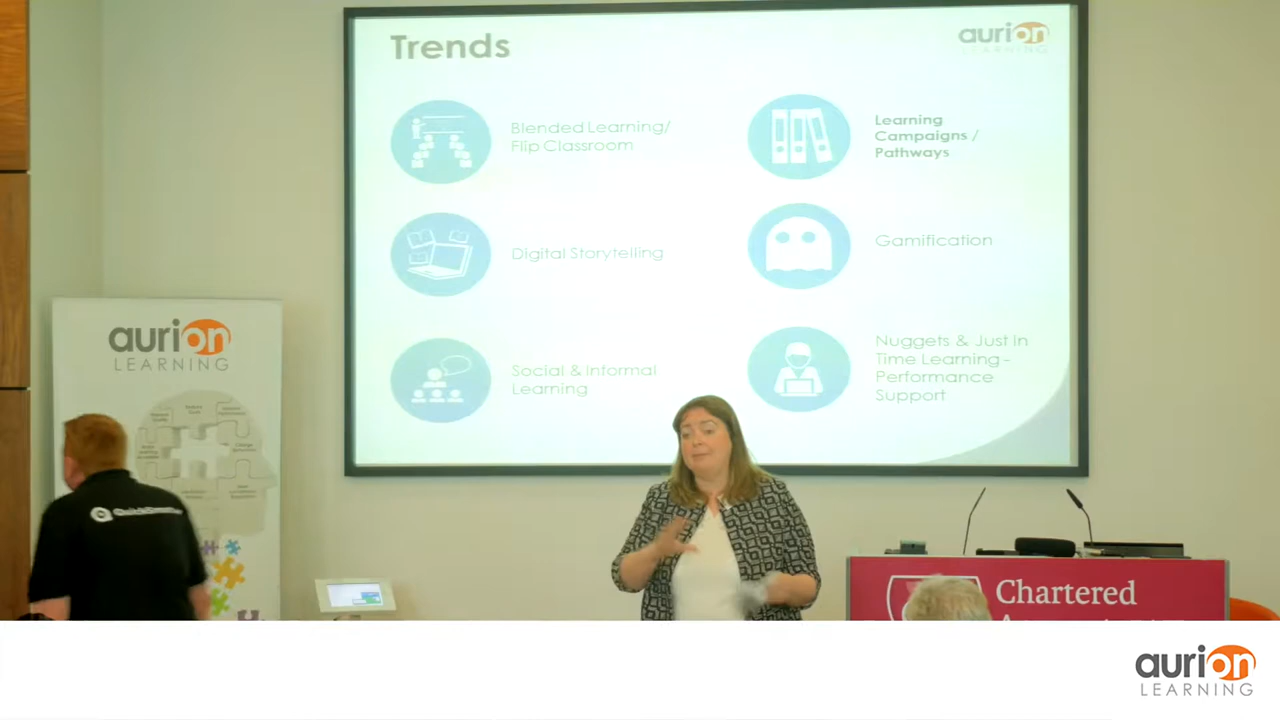 Trends
aurion
LEARNING
Blended Learning/
Flip Classroom
Learning
Campaigns /
Pathways
Digital Storytelling
Gamification
Social & Informal
Learning
Nuggets & Just In
Time Learning -
Performance
Support
aurion
LEARNING
Chartered
aurion
LEARNING